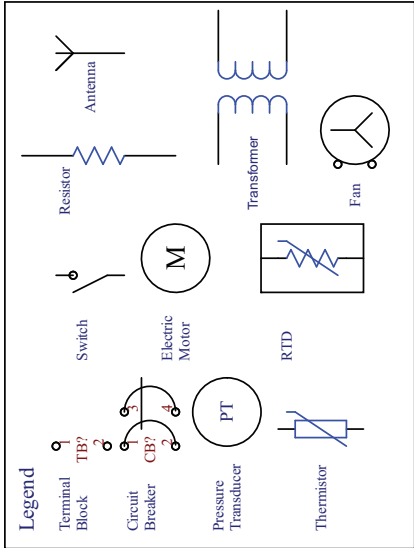 Legend
Terminal
Block
1
TB?
2
Circuit
Breaker
1
3
CB?
2
4
Pressure
Transducer
PT
Thermistor
Switch
Electric
Motor
M
RTD
Resistor
Antenna
Transformer
Fan